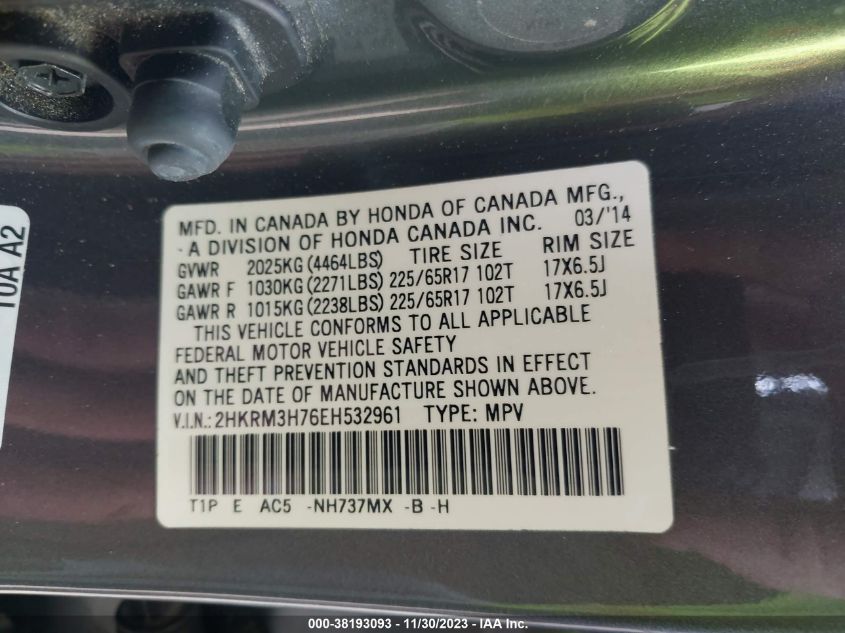 MFD. IN CANADA BY HONDA OF CANADA MFG.,
- A DIVISION OF HONDA CANADA INC. 03/'14
GVWR 2025KG (4464LBS) TIRE SIZE RIM SIZE
GAWR F 1030KG (2271LBS) 225/65R17 102T 17X6.5J
GAWR R 1015KG (2238LBS) 225/65R17 102T 17X6.5J
THIS VEHICLE CONFORMS TO ALL APPLICABLE
FEDERAL MOTOR VEHICLE SAFETY
AND THEFT PREVENTION STANDARDS IN EFFECT
ON THE DATE OF MANUFACTURE SHOWN ABOVE.
V.I.N.: 2HKRM3H76EH532961 TYPE: MPV
T1P E AC5 -NH737MX -B -H
10A A2
000-38193093 - 11/30/2023 - IAA Inc.